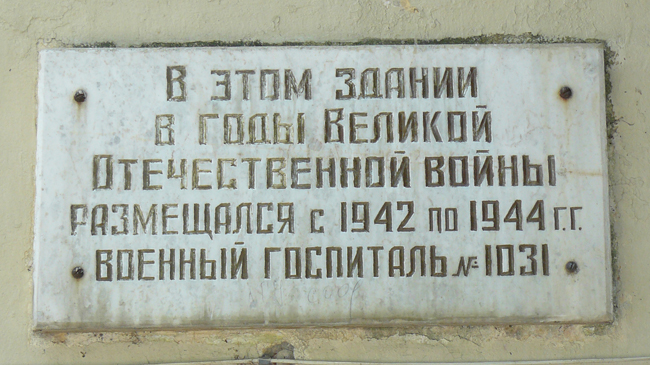 В ЭТОМ ЗДАНИИ
В ГОДЫ ВЕЛИКОЙ
ОТЕЧЕСТВЕННОЙ ВОЙНЫ
РАЗМЕЩАЛСЯ С 1942 ПО 1944 Г.Г.
ВОЕННЫЙ ГОСПИТАЛЬ № 1031